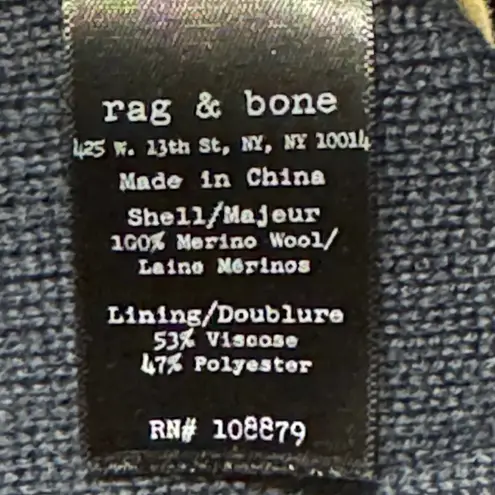 rag & bone
425 W. 13th St, NY, NY 10014
Made in China
Shell/Majeur
100% Merino Wool/
Laine Mérinos
Lining/Doublure
53% Viscose
47% Polyester
RN# 108879